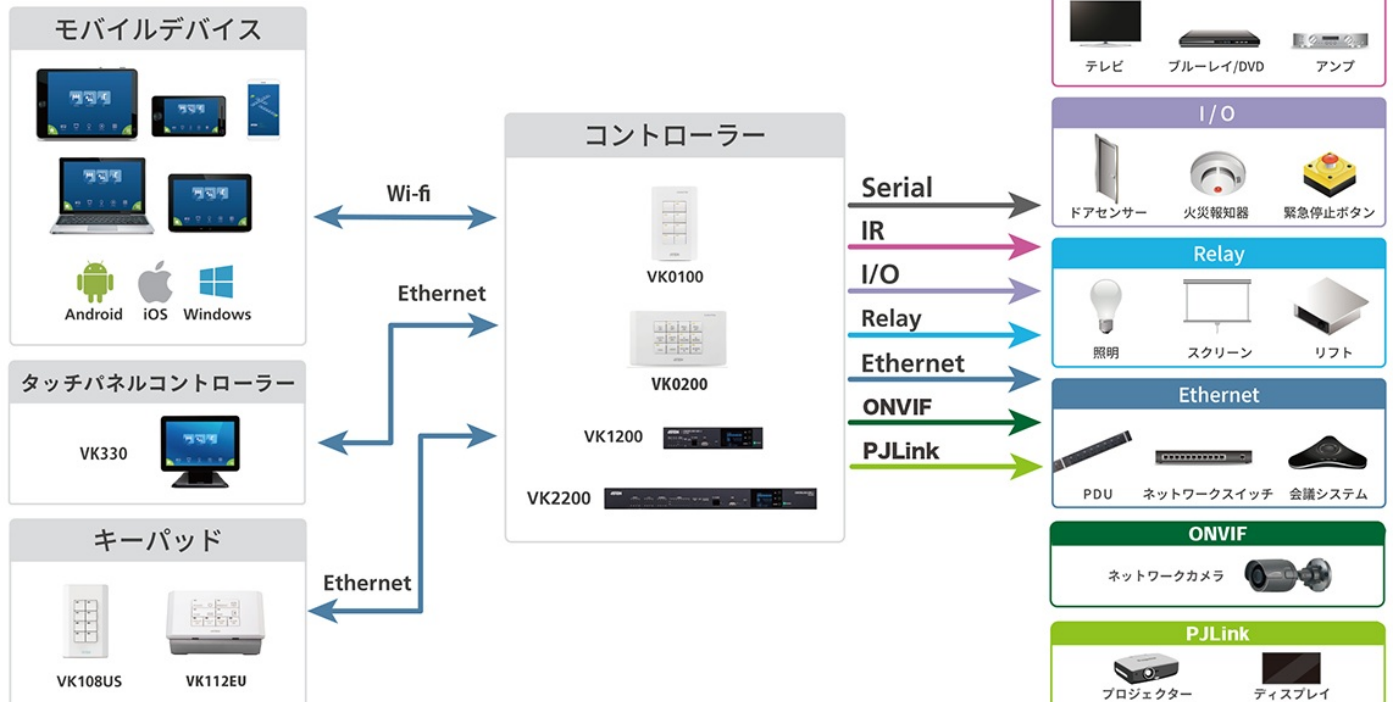 モバイルデバイス
Android
iOS
Windows
タッチパネルコントローラー
VK330
キーパッド
VK108US
VK112EU
Wi-fi
Ethernet
Ethernet
コントローラー
VK0100
VK0200
VK1200
VK2200
Serial
IR
I/O
Relay
Ethernet
ONVIF
PJLink
テレビ
ブルーレイ/DVD
アンプ
I/O
ドアセンサー
火災報知器
緊急停止ボタン
Relay
照明
スクリーン
リフト
Ethernet
PDU
ネットワークスイッチ
会議システム
ONVIF
ネットワークカメラ
PJLink
プロジェクター
ディスプレイ